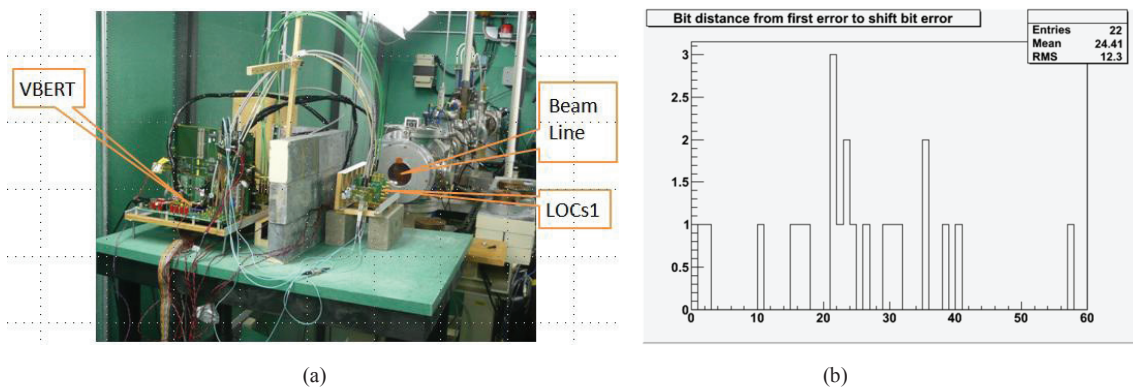 VBERT
Beam
Line
LOCs1
(a)
Bit distance from first error to shift bit error
Entries 22
Mean 24.41
RMS 12.3
3
2.5
2
1.5
1
0.5
0
0 10 20 30 40 50 60
(b)